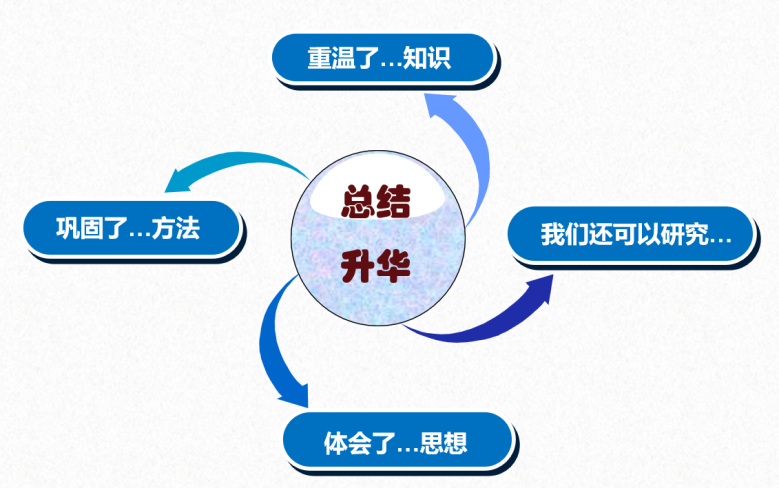 重温了…知识
总结
升华
巩固了…方法
我们还可以研究…
体会了…思想